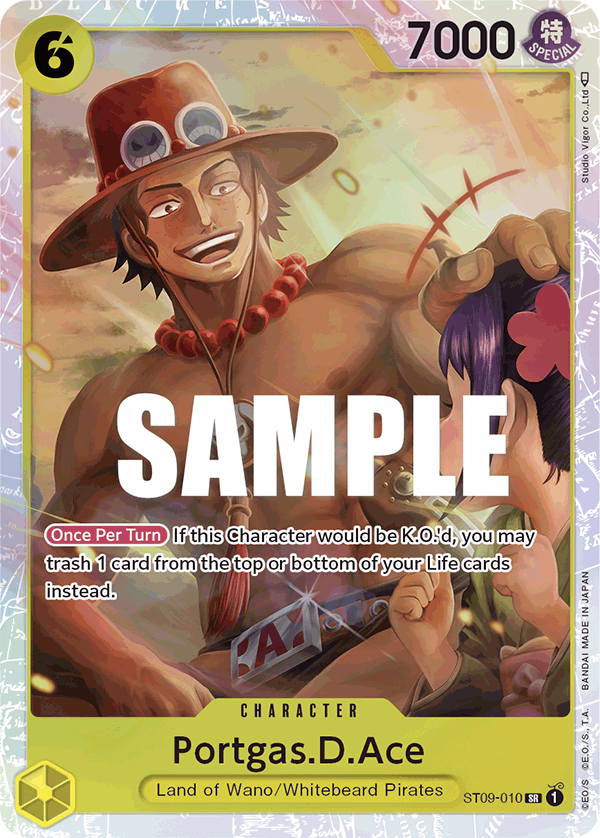 6
7000
特
SPECIAL
Studio Vigor Co.,Ltd
SAMPLE
Once Per Turn If this Character would be K.O.'d, you may
trash 1 card from the top or bottom of your Life cards
instead.
CHARACTER
Portgas.D.Ace
Land of Wano/Whitebeard Pirates
ST09-010 SR 1
©E.O/S ©E.O./S., T.A. BANDAI MADE IN JAPAN